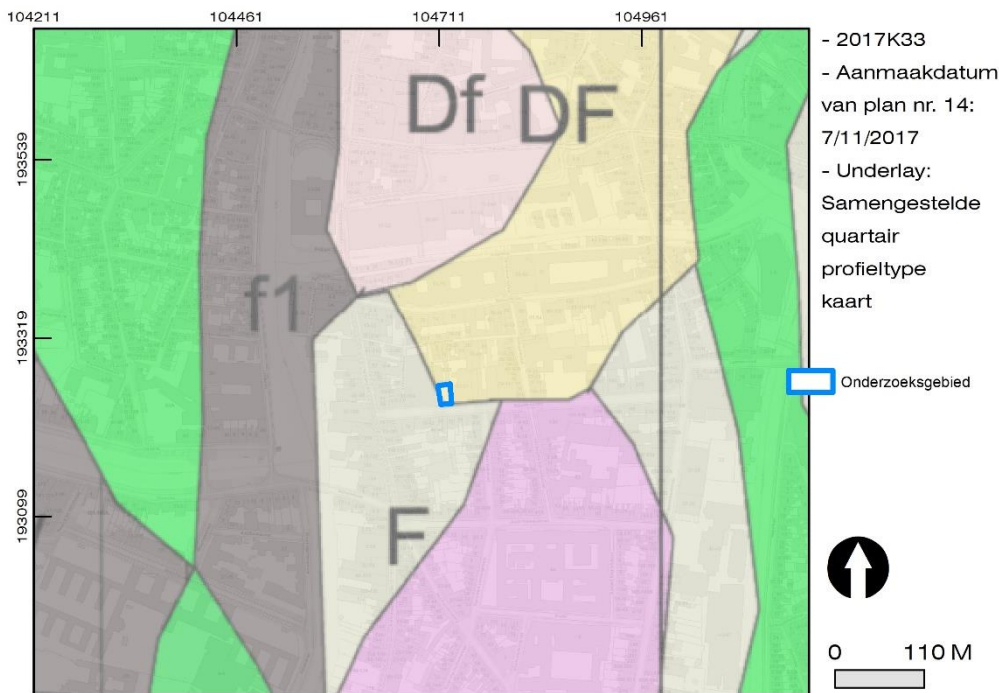 104211 104461 104711 104961
- 2017K33
- Aanmaakdatum
van plan nr. 14:
7/11/2017
- Underlay:
Samengestelde
quartair
profieltype
kaart
Df DF
193539
f1
193319
Onderzoeksgebied
F
193099
0 110 M